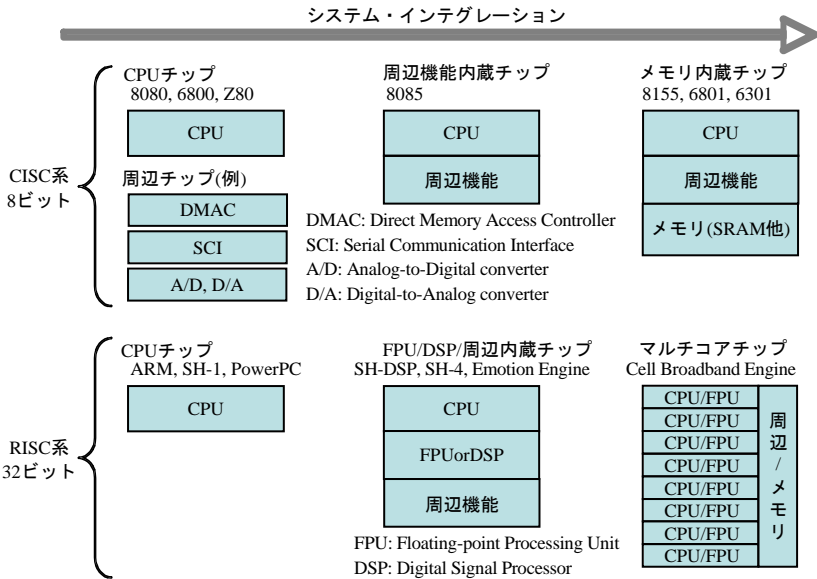 システム・インテグレーション
CPUチップ
8080, 6800, Z80
CPU
周辺チップ(例)
DMAC
SCI
A/D, D/A
周辺機能内蔵チップ
8085
CPU
周辺機能
メモリ内蔵チップ
8155, 6801, 6301
CPU
周辺機能
メモリ(SRAM他)
CISC系
8ビット
DMAC: Direct Memory Access Controller
SCI: Serial Communication Interface
A/D: Analog-to-Digital converter
D/A: Digital-to-Analog converter
CPUチップ
ARM, SH-1, PowerPC
CPU
FPU/DSP/周辺内蔵チップ
SH-DSP, SH-4, Emotion Engine
CPU
FPUorDSP
周辺機能
マルチコアチップ
Cell Broadband Engine
CPU/FPU
CPU/FPU
CPU/FPU
CPU/FPU
CPU/FPU
CPU/FPU
CPU/FPU
CPU/FPU
周辺/メモリ
RISC系
32ビット
FPU: Floating-point Processing Unit
DSP: Digital Signal Processor